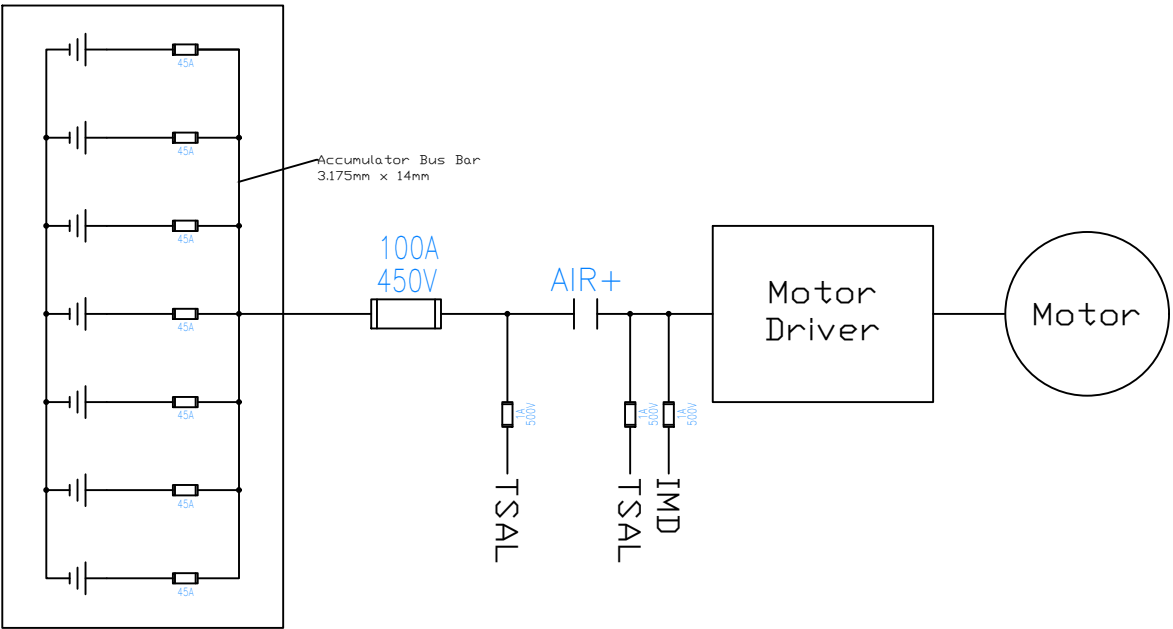 45A
45A
Accumulator Bus Bar
3.175mm x 14mm
45A
100A
450V
AIR+
Motor
Driver
Motor
45A
45A
1A
500V
1A
500V
1A
500V
TSAL
TSAL
IMD
45A
45A